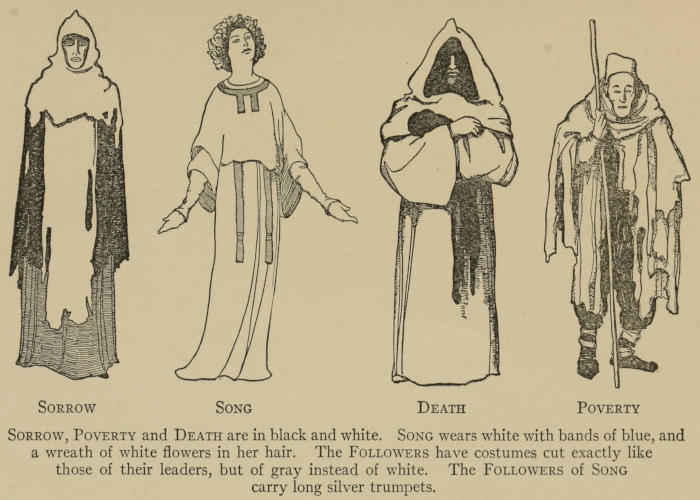 SORROW
SONG
DEATH
POVERTY
SORROW, POVERTY and DEATH are in black and white. SONG wears white with bands of blue, and
a wreath of white flowers in her hair. The FOLLOWERS have costumes cut exactly like
those of their leaders, but of gray instead of white. The FOLLOWERS of SONG
carry long silver trumpets.